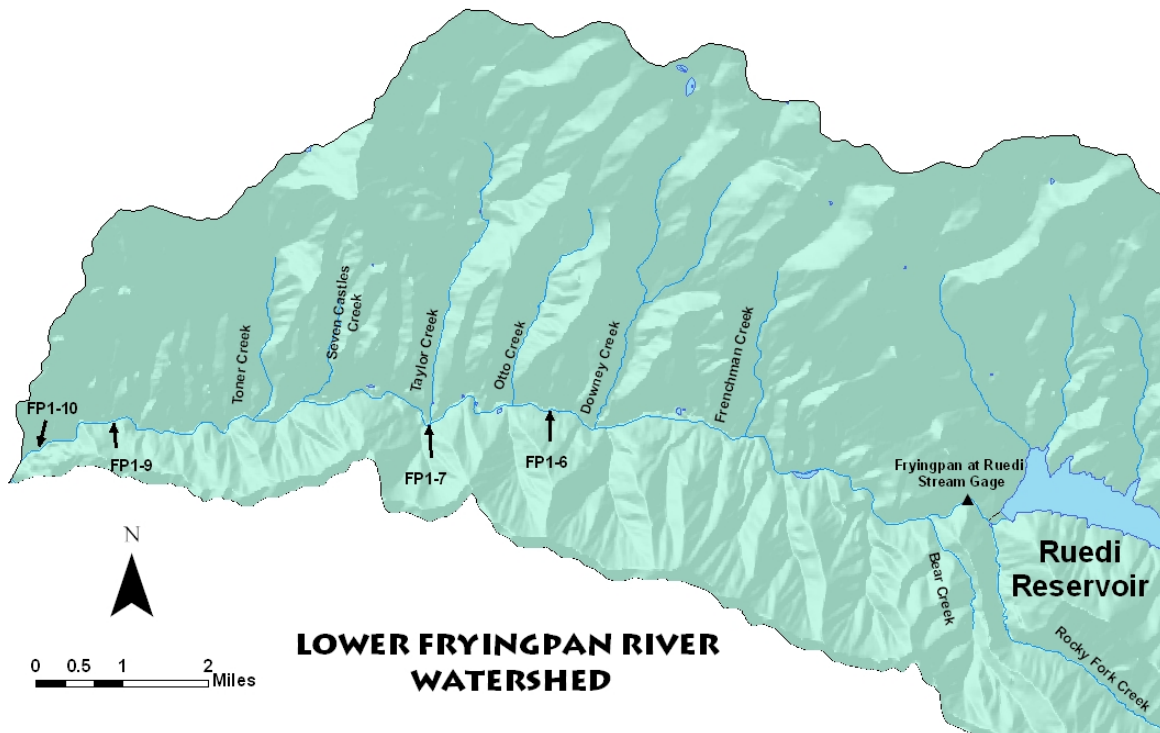 Toner Creek
Seven Castles
Creek
Taylor Creek
Otto Creek
Downey Creek
Frenchman Creek
FP1-10
FP1-9
FP1-7
FP1-6
Fryingpan at Ruedi
Stream Gage
Bear Creek
Ruedi
Reservoir
Rocky Fork Creek
N
LOWER FRYINGPAN RIVER
WATERSHED
0 0.5 1 2
Miles